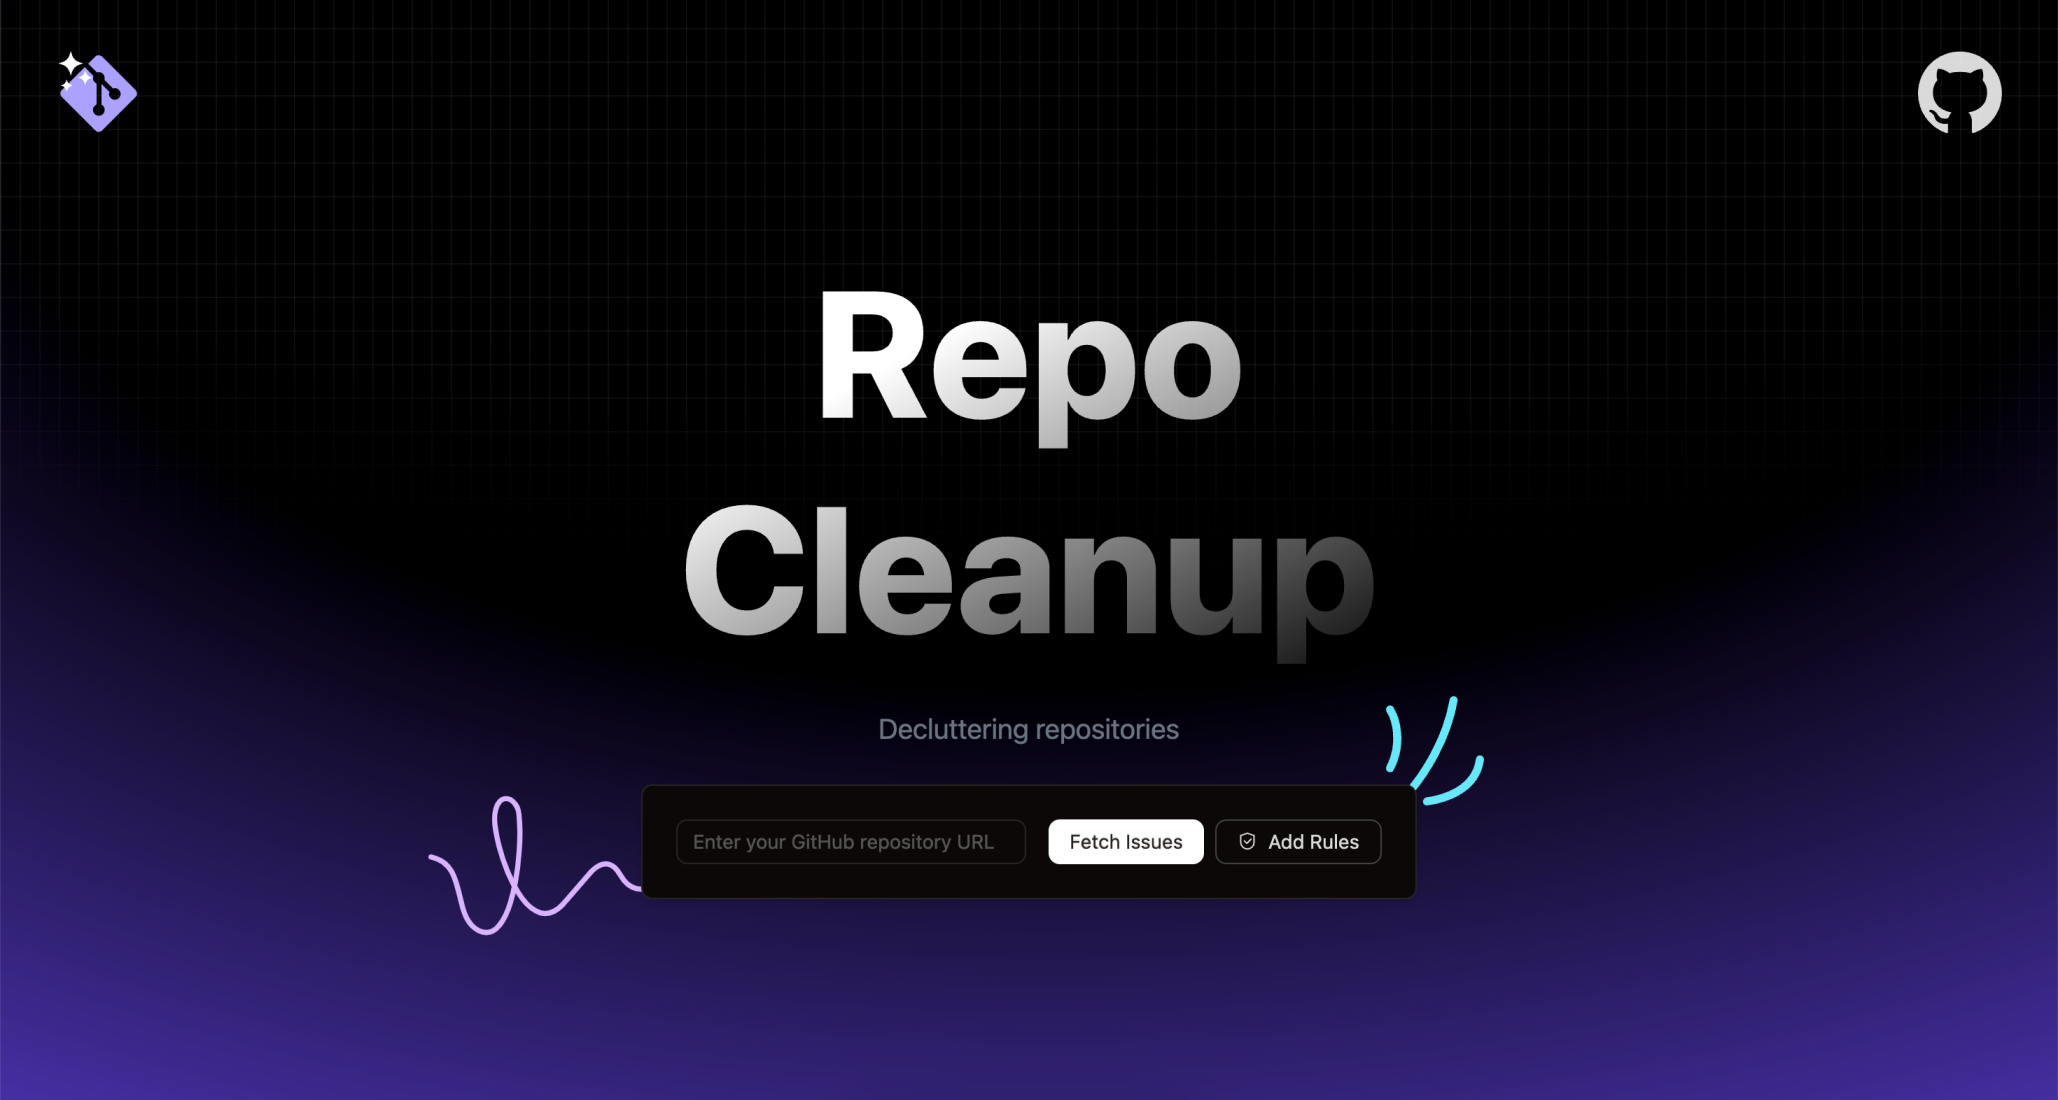 Repo
Cleanup
Decluttering repositories
Enter your GitHub repository URL
Fetch Issues
Add Rules